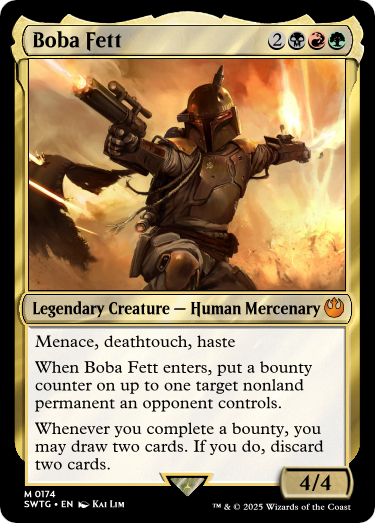 Boba Fett 2
Legendary Creature — Human Mercenary
Menace, deathtouch, haste
When Boba Fett enters, put a bounty
counter on up to one target nonland
permanent an opponent controls.
Whenever you complete a bounty, you
may draw two cards. If you do, discard
two cards.
4/4
M 0174
SWTG • EN Kai Lim
™ & © 2025 Wizards of the Coast